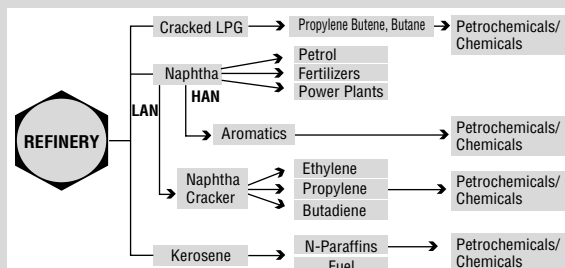 Cracked LPG
Propylene Butene, Butane
Petrochemicals/
Chemicals
Naphtha
Petrol
Fertilizers
Power Plants
LAN
HAN
REFINERY
Aromatics
Petrochemicals/
Chemicals
Naphtha
Cracker
Ethylene
Propylene
Butadiene
Petrochemicals/
Chemicals
Kerosene
N-Paraffins
Fuel
Petrochemicals/
Chemicals